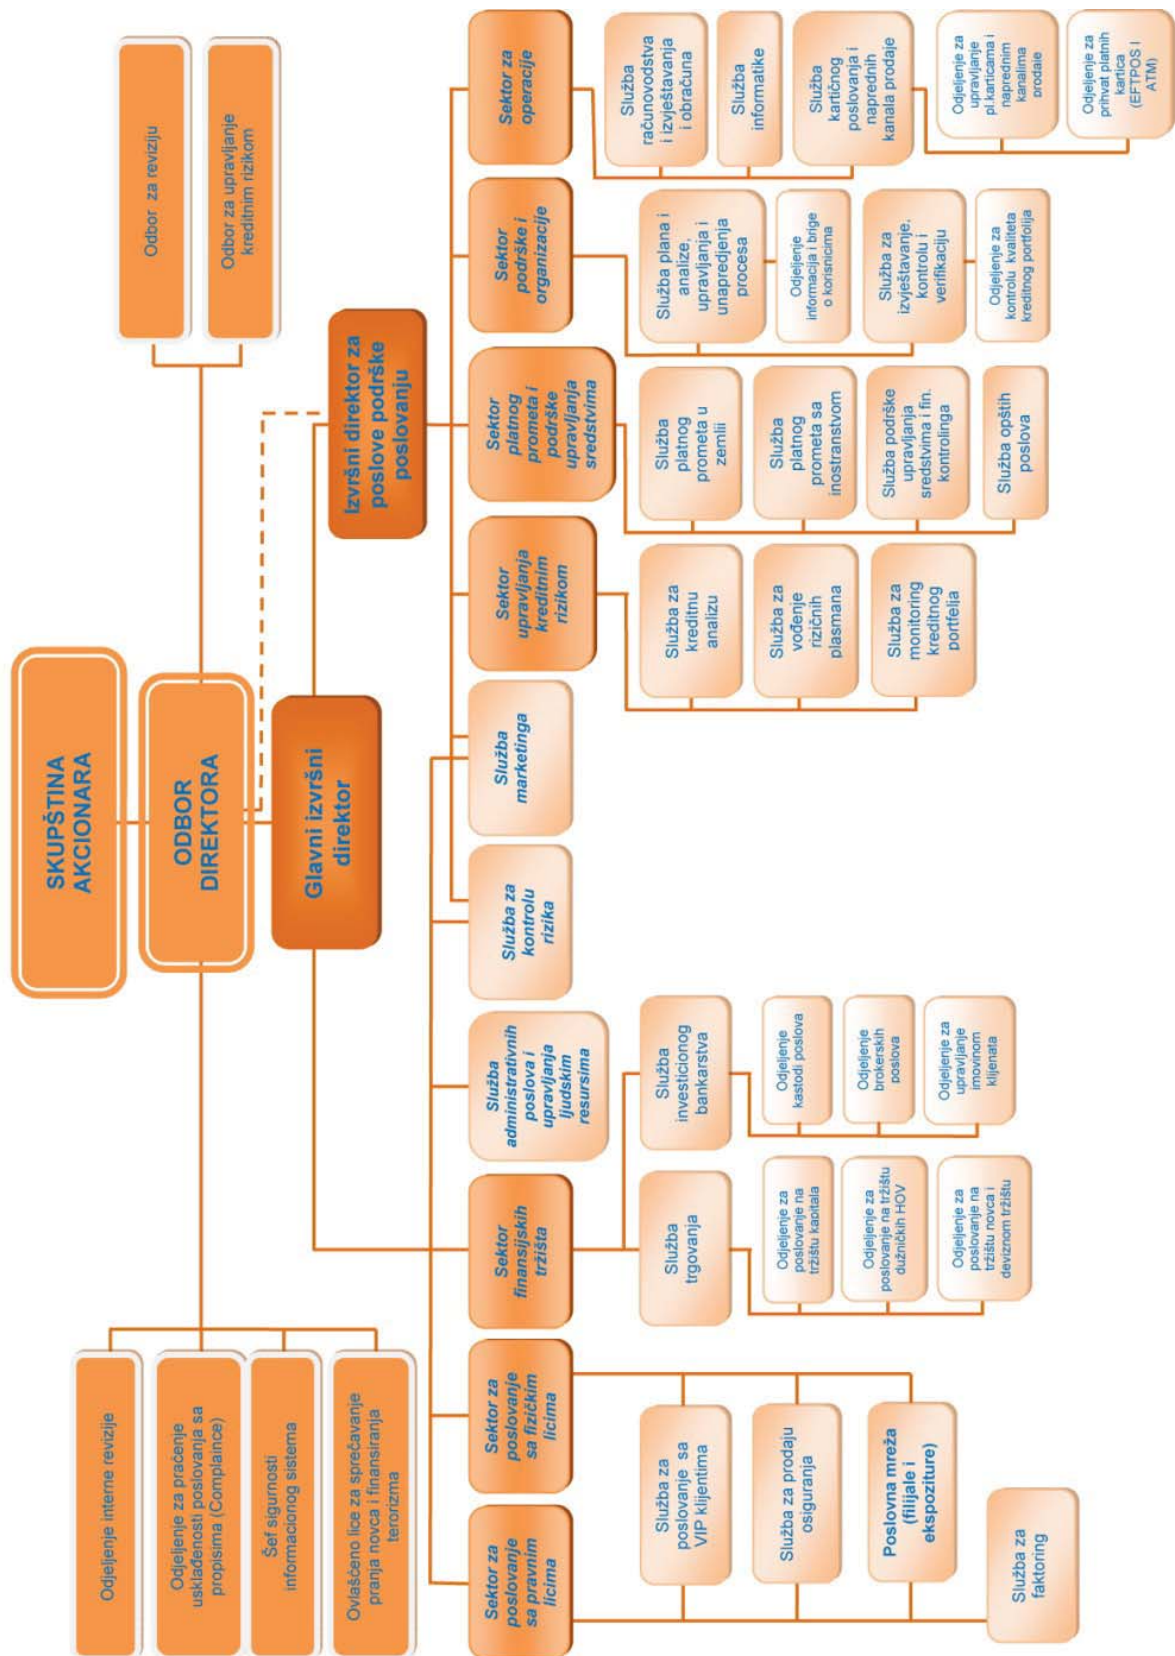 SKUPŠTINA
AKCIONARA
ODBOR
DIREKTORA
Odbor za reviziju
Odbor za upravljanje
kreditnim rizikom
Odjeljenje interne revizije
Odjeljenje za praćenje
usklađenosti poslovanja sa
propisima (Complaince)
Šef sigurnosti
informacionog sistema
Ovlašćeno lice za sprečavanje
pranja novca i finansiranja
terorizma
Glavni izvršni
direktor
Izvršni direktor za
poslove podrške
poslovanju
Sektor za
poslovanje
sa pravnim
licima
Sektor za
poslovanje
sa fizičkim
licima
Sektor
finansijskih
tržišta
Služba
administrativnih
poslova i
upravljanja
ljudskim
resursima
Služba za
kontrolu
rizika
Služba
marketinga
Sektor
upravljanja
kreditnim
rizikom
Sektor
platnog
prometa i
podrške
upravljanja
sredstvima
Sektor
podrške i
organizacije
Sektor za
operacije
Služba za
poslovanje sa
VIP klijentima
Služba za prodaju
osiguranja
Poslovna mreža
(filijale i
ekspoziture)
Služba za
faktoring
Služba
trgovanja
Odjeljenje za
poslovanje na
tržištu kapitala
Odjeljenje za
poslovanje na tržištu
dužničkih HOV
Odjeljenje za
poslovanje na
tržištu novca i
deviznom tržištu
Služba
investicionog
bankarstva
Odjeljenje
kastodi poslova
Odjeljenje
brokerskih
poslova
Odjeljenje za
upravljanje
imovinom
klijenata
Služba za
kreditnu
analizu
Služba za
vođenje
rizičnih
plasmana
Služba za
monitoring
kreditnog
portfelja
Služba
platnog
prometa u
zemlji
Služba
platnog
prometa sa
inostranstvom
Služba podrške
upravljanja
sredstvima i fin.
kontrolinga
Služba opštih
poslova
Služba plana i
analize,
upravljanja i
unapredjenja
procesa
Odjeljenje
informacija i brige
o korisnicima
Služba za
izvještavanje,
kontrolu i
verifikaciju
Odjeljenje za
kontrolu kvaliteta
kreditnog portfolija
Služba
računovodstva
i izvještavanja
i obračuna
Služba
informatike
Služba
kartičnog
poslovanja i
naprednih
kanala prodaje
Odjeljenje za
upravljanje
pl.karticama i
naprednim
kanalima
prodaje
Odjeljenje za
prihvat platnih
kartica
(EFTPOS I
ATM)